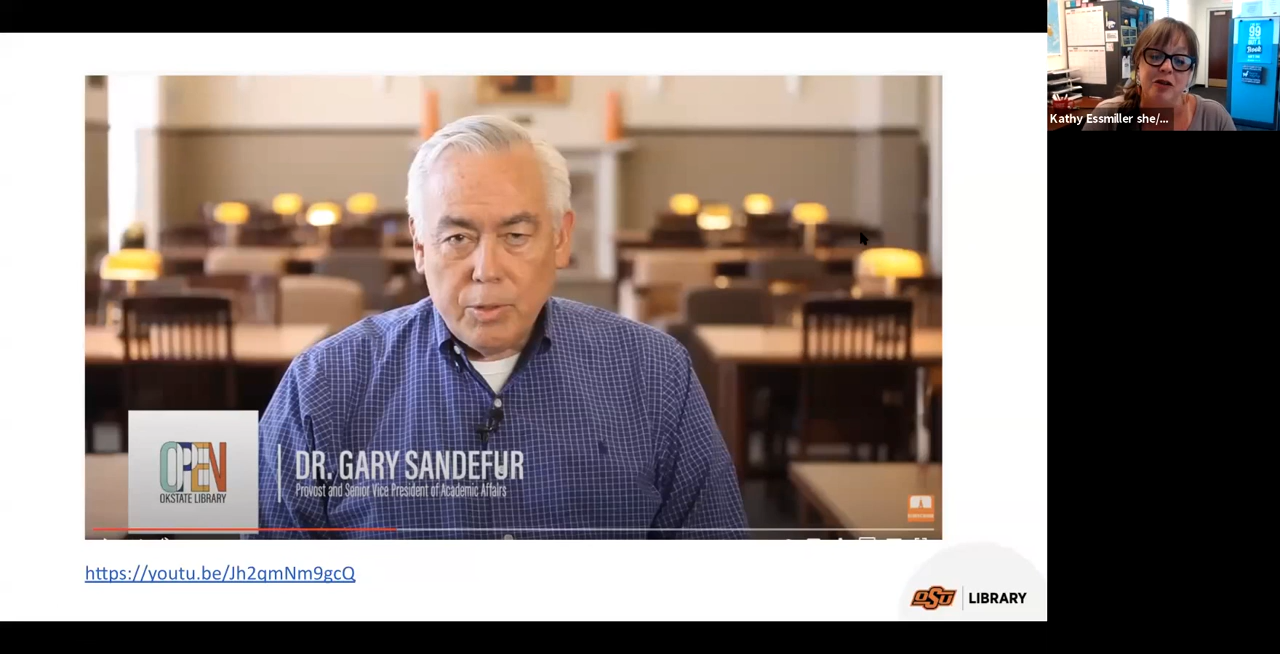 DR. GARY SANDEFUR
Provost and Senior Vice President of Academic Affairs
OPEN
OKSTATE LIBRARY
https://youtu.be/Jh2qmNm9gcQ
OSU LIBRARY
99
Kathy Essmiller she/...